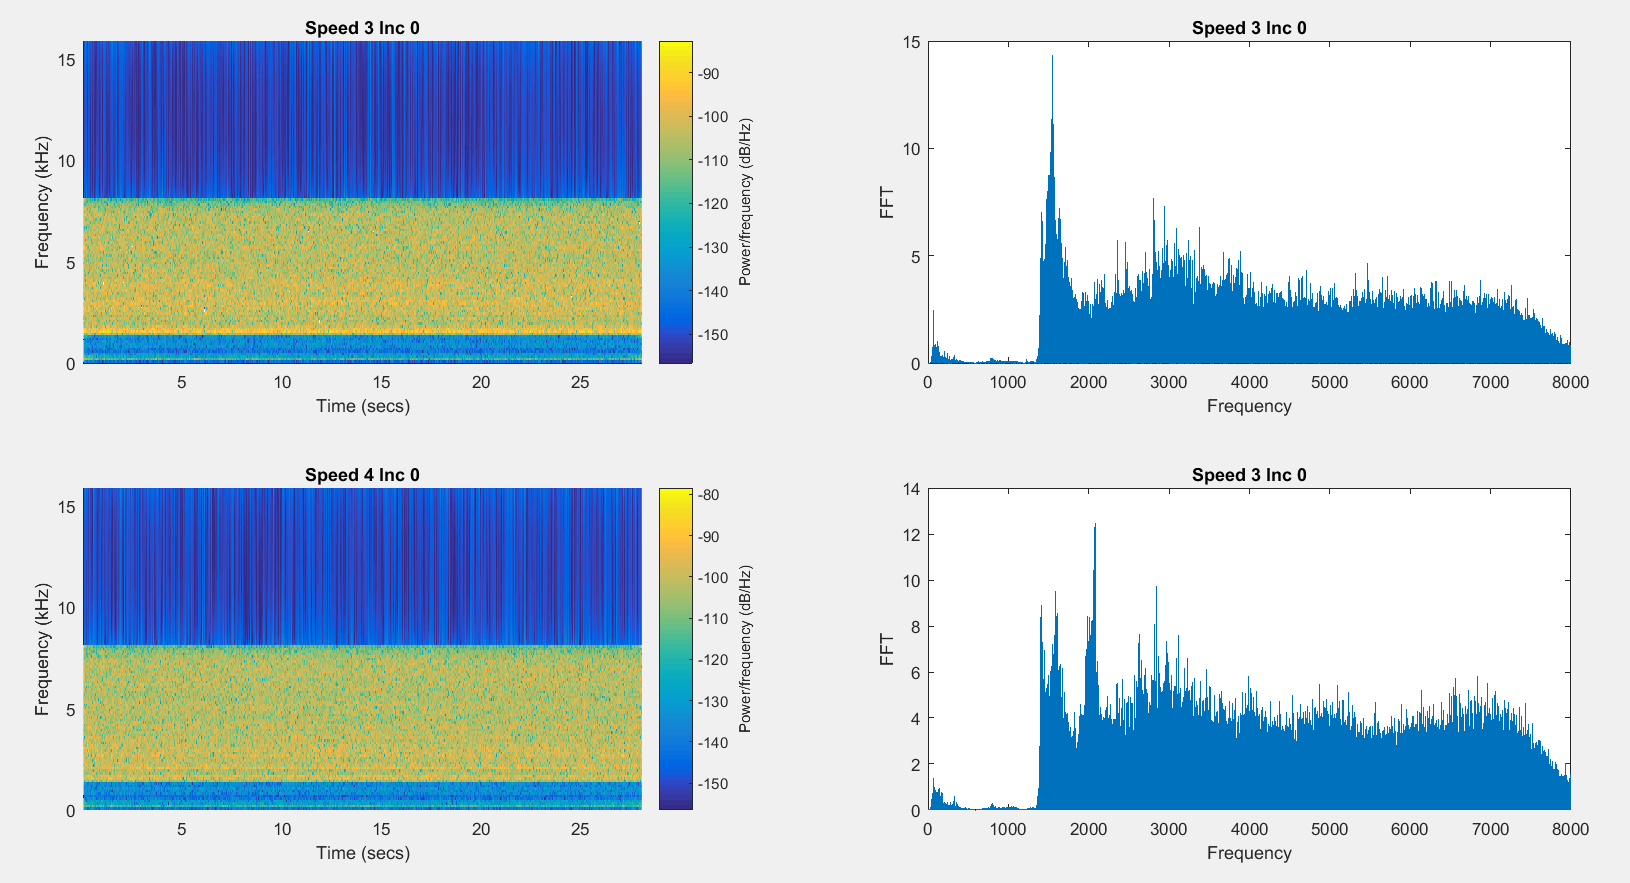 Speed 3 Inc 0
15
10
5
0
Frequency (kHz)
5 10 15 20 25
Time (secs)
-90
-100
-110
-120
-130
-140
-150
Power/frequency (dB/Hz)
Speed 3 Inc 0
15
10
5
0
FFT
0 1000 2000 3000 4000 5000 6000 7000 8000
Frequency
Speed 4 Inc 0
15
10
5
0
Frequency (kHz)
5 10 15 20 25
Time (secs)
-80
-90
-100
-110
-120
-130
-140
-150
Power/frequency (dB/Hz)
Speed 3 Inc 0
14
12
10
8
6
4
2
0
FFT
0 1000 2000 3000 4000 5000 6000 7000 8000
Frequency